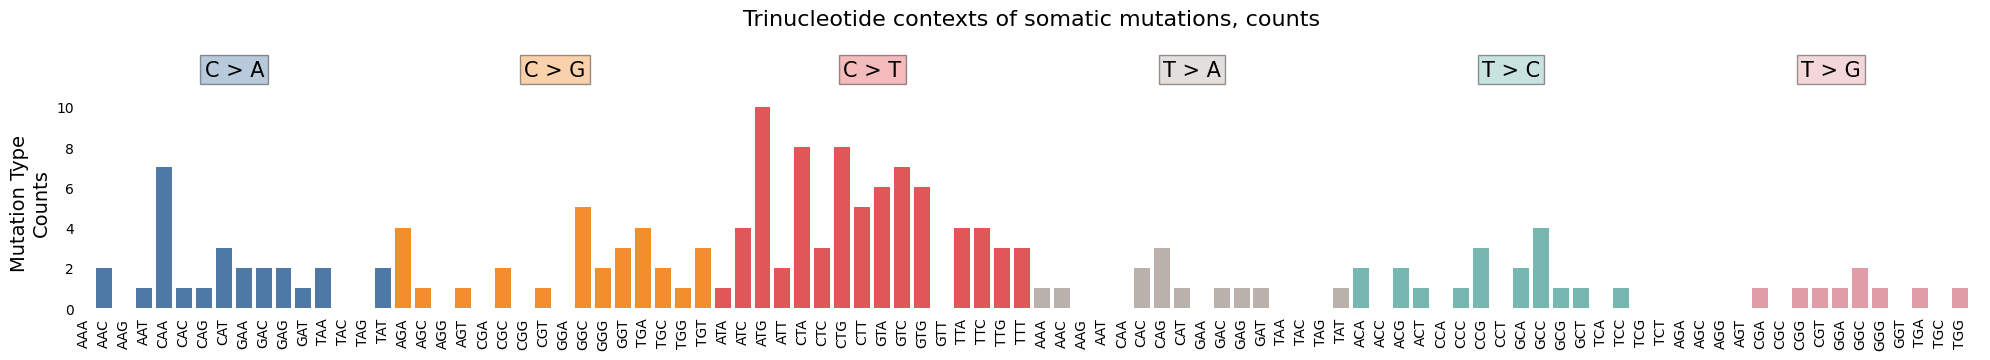 Trinucleotide contexts of somatic mutations, counts
C > A
C > G
C > T
T > A
T > C
T > G
Mutation Type
Counts
10
8
6
4
2
0
AAA
AAC
AAG
AAT
CAA
CAC
CAG
CAT
GAA
GAC
GAG
GAT
TAA
TAC
TAG
TAT
AGA
AGC
AGG
AGT
CGA
CGC
CGG
CGT
GGA
GGC
GGG
GGT
TGA
TGC
TGG
TGT
ATA
ATC
ATG
ATT
CTA
CTC
CTG
CTT
GTA
GTC
GTG
GTT
TTA
TTC
TTG
TTT
AAA
AAC
AAG
AAT
CAA
CAC
CAG
CAT
GAA
GAC
GAG
GAT
TAA
TAC
TAG
TAT
ACA
ACC
ACG
ACT
CCA
CCC
CCG
CCT
GCA
GCC
GCG
GCT
TCA
TCC
TCG
TCT
AGA
AGC
AGG
AGT
CGA
CGC
CGG
CGT
GGA
GGC
GGG
GGT
TGA
TGC
TGG